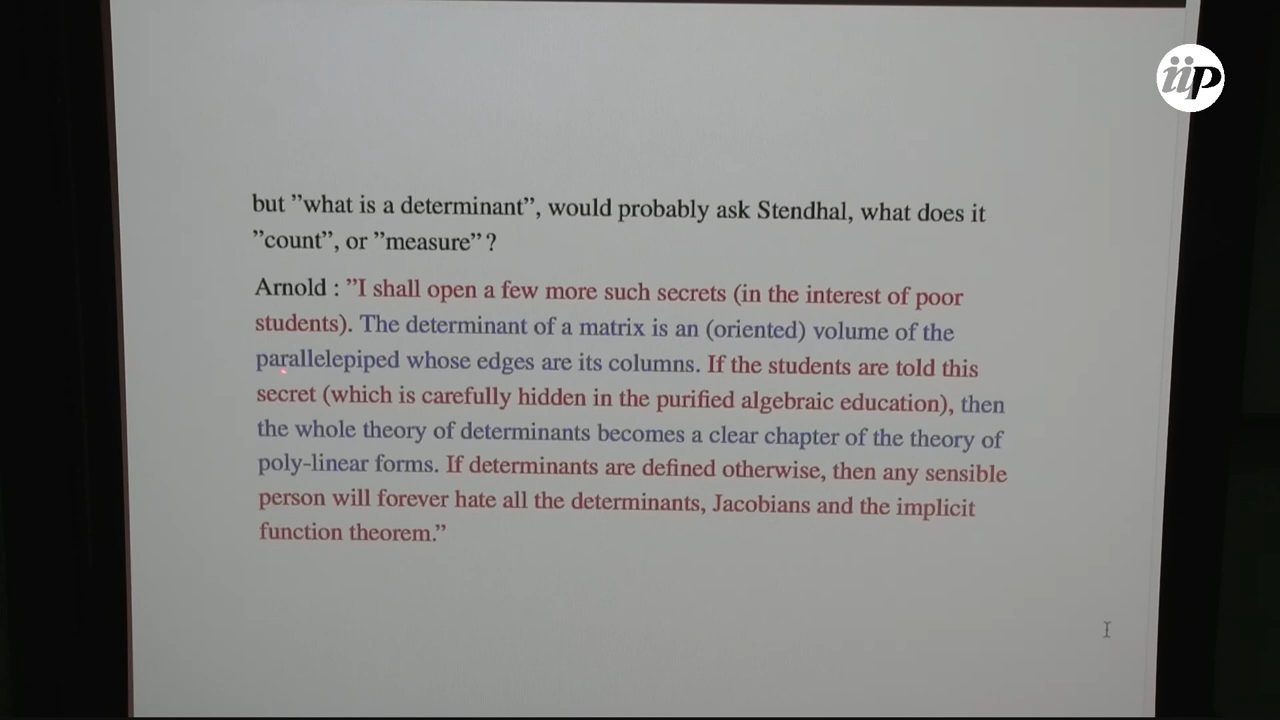 iip
but ”what is a determinant”, would probably ask Stendhal, what does it
”count”, or ”measure” ?
Arnold : ”I shall open a few more such secrets (in the interest of poor
students). The determinant of a matrix is an (oriented) volume of the
parallelepiped whose edges are its columns. If the students are told this
secret (which is carefully hidden in the purified algebraic education), then
the whole theory of determinants becomes a clear chapter of the theory of
poly-linear forms. If determinants are defined otherwise, then any sensible
person will forever hate all the determinants, Jacobians and the implicit
function theorem.”